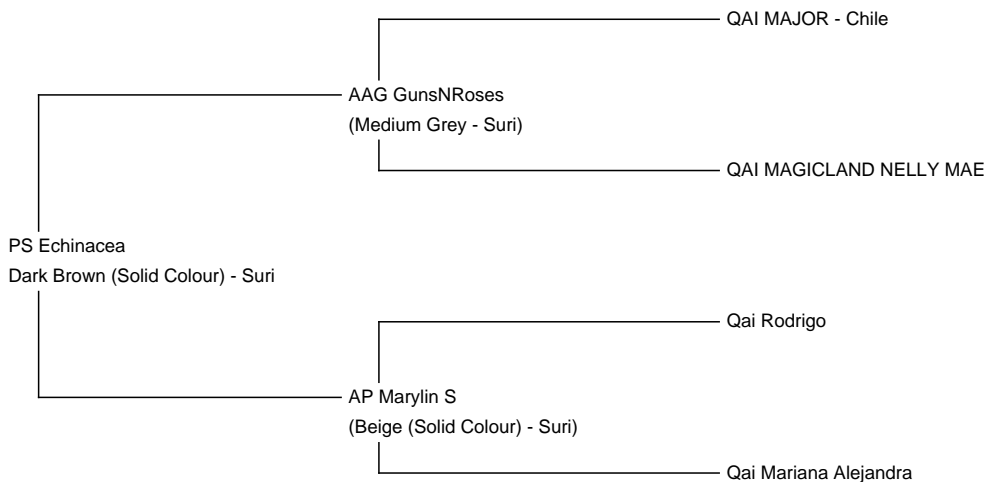 QAI MAJOR - Chile
AAG GunsNRoses
(Medium Grey - Suri)
QAI MAGICLAND NELLY MAE
PS Echinacea
Dark Brown (Solid Colour) - Suri
Qai Rodrigo
AP Marylin S
(Beige (Solid Colour) - Suri)
Qai Mariana Alejandra